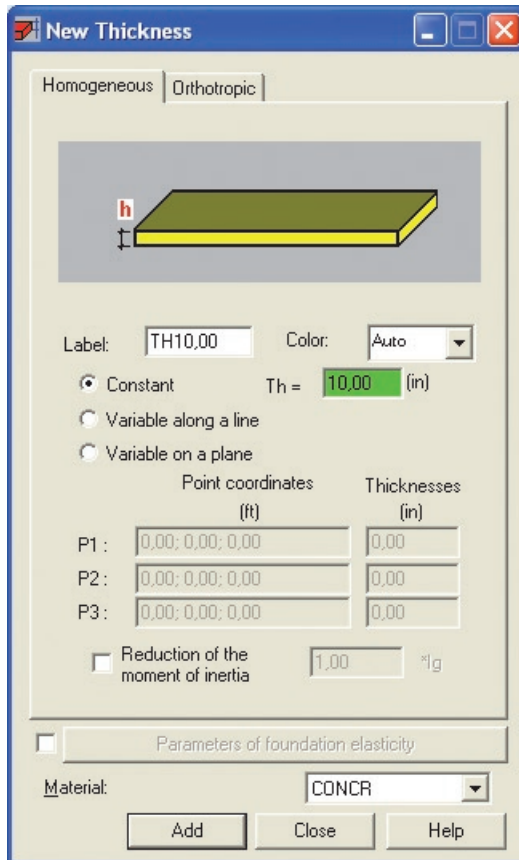 New Thickness
Homogeneous Orthotropic
h
Label: TH10,00 Color: Auto
Constant Th = 10,00 (in)
Variable along a line
Variable on a plane
Point coordinates Thicknesses
(ft) (in)
P1 : 0,00; 0,00; 0,00 0,00
P2 : 0,00; 0,00; 0,00 0,00
P3 : 0,00; 0,00; 0,00 0,00
Reduction of the
moment of inertia 1,00 *Ig
Parameters of foundation elasticity
Material: CONCR
Add Close Help